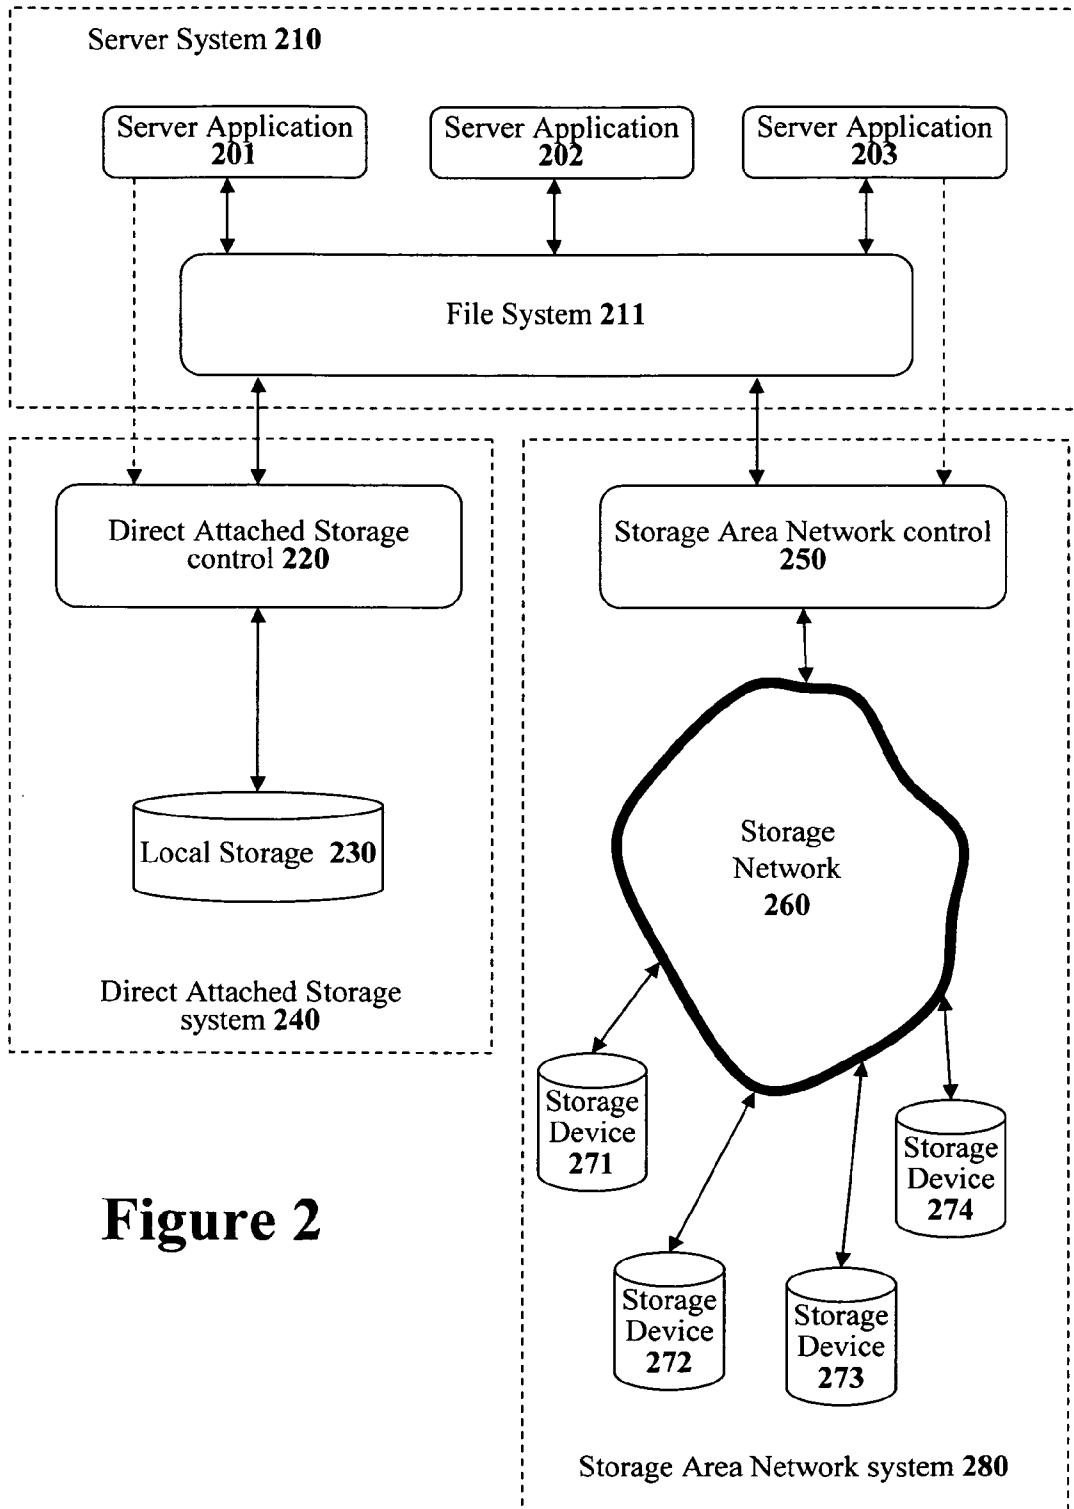 Server System 210
Server Application
201
Server Application
202
Server Application
203
File System 211
Direct Attached Storage
control 220
Storage Area Network control
250
Local Storage 230
Storage
Network
260
Direct Attached Storage
system 240
Storage
Device
271
Storage
Device
274
Figure 2
Storage
Device
272
Storage
Device
273
Storage Area Network system 280